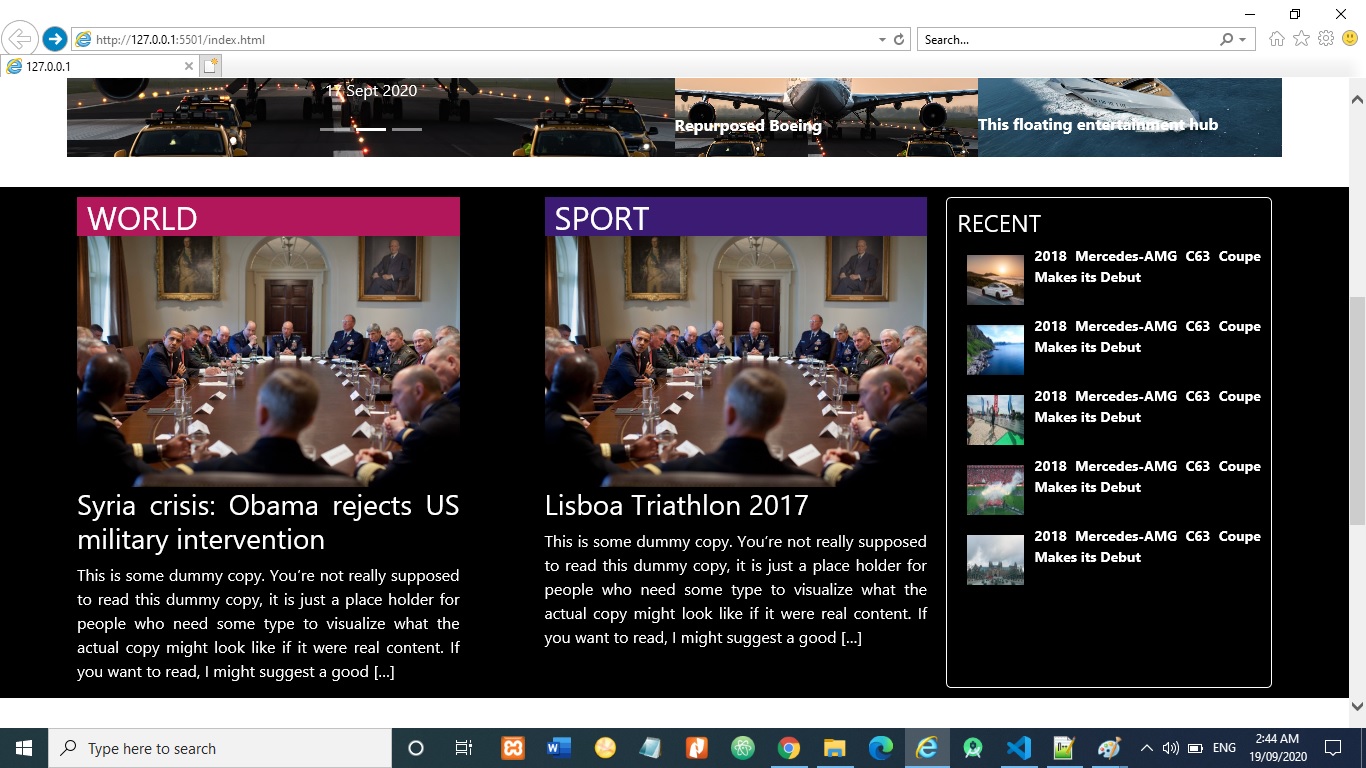 http://127.0.0.1:5501/index.html
Search...
127.0.0.1
17 Sept 2020
Repurposed Boeing
This floating entertainment hub
WORLD
Syria crisis: Obama rejects US
military intervention
This is some dummy copy. You’re not really supposed
to read this dummy copy, it is just a place holder for
people who need some type to visualize what the
actual copy might look like if it were real content. If
you want to read, I might suggest a good [...]
SPORT
Lisboa Triathlon 2017
This is some dummy copy. You’re not really supposed
to read this dummy copy, it is just a place holder for
people who need some type to visualize what the
actual copy might look like if it were real content. If
you want to read, I might suggest a good [...]
RECENT
2018 Mercedes-AMG C63 Coupe
Makes its Debut
2018 Mercedes-AMG C63 Coupe
Makes its Debut
2018 Mercedes-AMG C63 Coupe
Makes its Debut
2018 Mercedes-AMG C63 Coupe
Makes its Debut
2018 Mercedes-AMG C63 Coupe
Makes its Debut
Type here to search
ENG
2:44 AM
19/09/2020